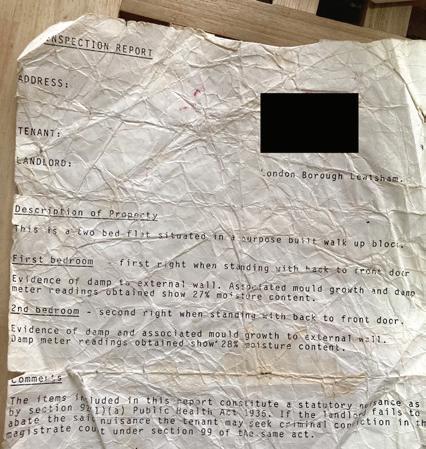 INSPECTION REPORT
ADDRESS:
TENANT:
LANDLORD:
London Borough Lewisham.
Description of Property
This is a two bed flat situated in a purpose built walk up block.
First bedroom - first right when standing with back to front door
Evidence of damp to external wall. Associated mould growth and damp
meter readings obtained show 27% moisture content.
2nd bedroom - second right when standing with back to front door.
Evidence of damp and associated mould growth to external wall.
Damp meter readings obtained show 28% moisture content.
Comments
The items included in this report constitute a statutory nuisance as
by section 92(1)(a) Public Health Act 1936. If the landlord fails to
abate the said nuisance the tenant may seek criminal conviction in the
magistrate court under section 99 of the same act.